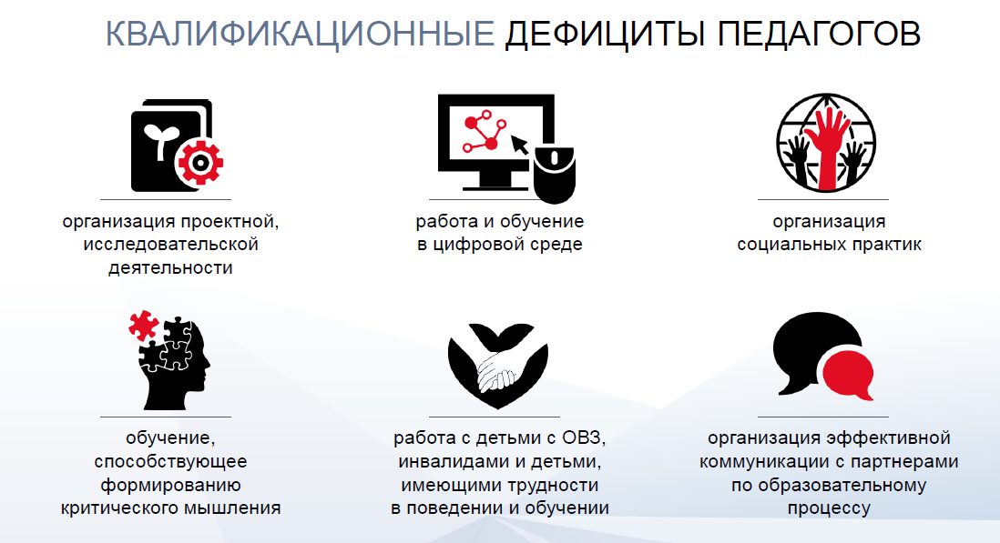 КВАЛИФИКАЦИОННЫЕ ДЕФИЦИТЫ ПЕДАГОГОВ
организация проектной,
исследовательской
деятельности
работа и обучение
в цифровой среде
организация
социальных практик
обучение,
способствующее
формированию
критического мышления
работа с детьми с ОВЗ,
инвалидами и детьми,
имеющими трудности
в поведении и обучении
организация эффективной
коммуникации с партнерами
по образовательному
процессу